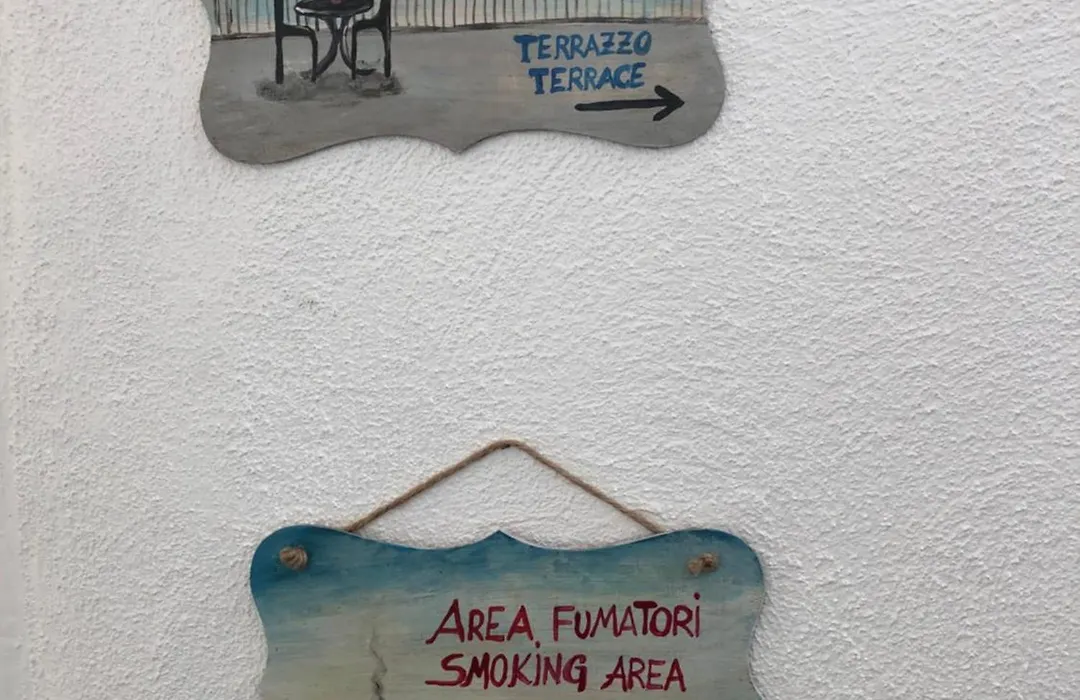 TERRAZZO
TERRACE
AREA FUMATORi
SMOKiNG AREA